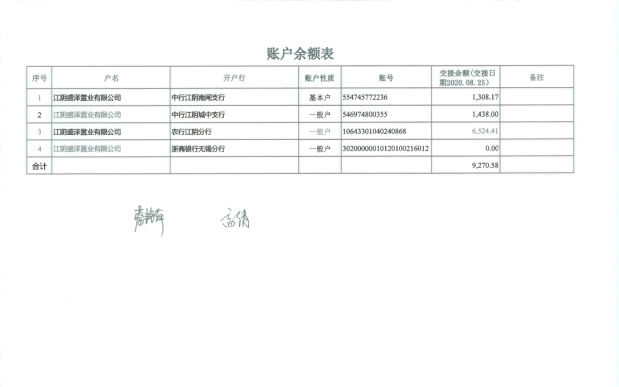 账户余额表
序号 户名 开户行 账户性质 账号 交接余额(交接日期2020.08.25) 备注
1 江阴盛泽置业有限公司 中行江阴南闸支行 基本户 554745772236 1,308.17
2 江阴盛泽置业有限公司 中行江阴城中支行 一般户 546974800355 1,438.00
3 江阴盛泽置业有限公司 农行江阴分行 一般户 10643301040240868 6,524.41
4 江阴盛泽置业有限公司 浙商银行无锡分行 一般户 3020000010120100216012 0.00
合计 9,270.58